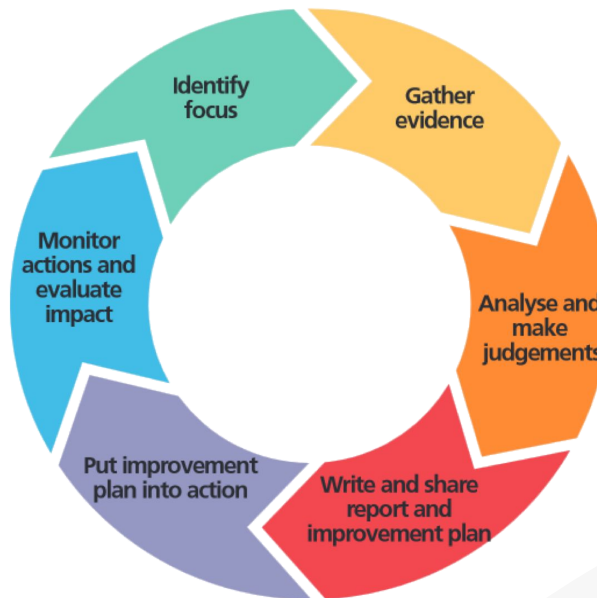 Identify
focus
Gather
evidence
Analyse and
make
judgements
Write and share
report and
improvement plan
Put improvement
plan into action
Monitor
actions and
evaluate
impact